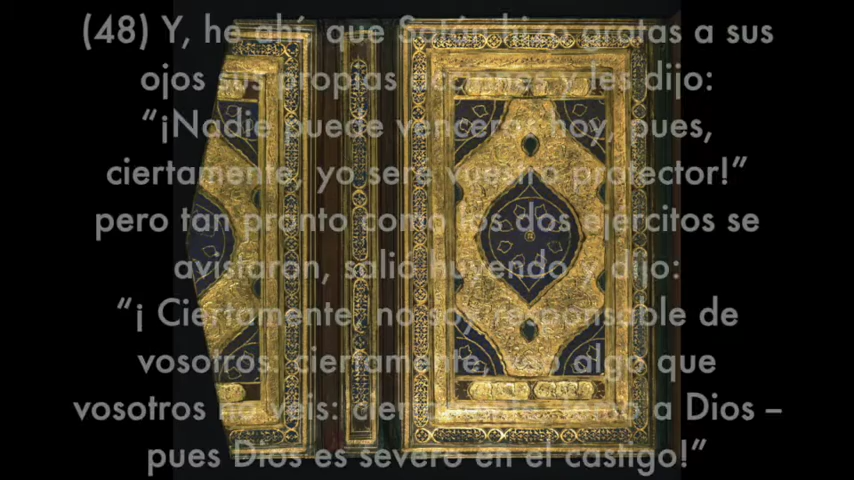 (48) Y, he ahí que Satán hizo gratas a sus
ojos sus propias acciones y les dijo:
“¡Nadie puede venceros hoy, pues,
ciertamente, yo seré vuestro protector!”
pero tan pronto como los dos ejercitos se
avistaron, salio huyendo y dijo:
“¡ Ciertamente, no soy responsable de
vosotros: ciertamente, veo algo que
vosotros no veis: ciertamente, temo a Dios –
pues Dios es severo en el castigo!”